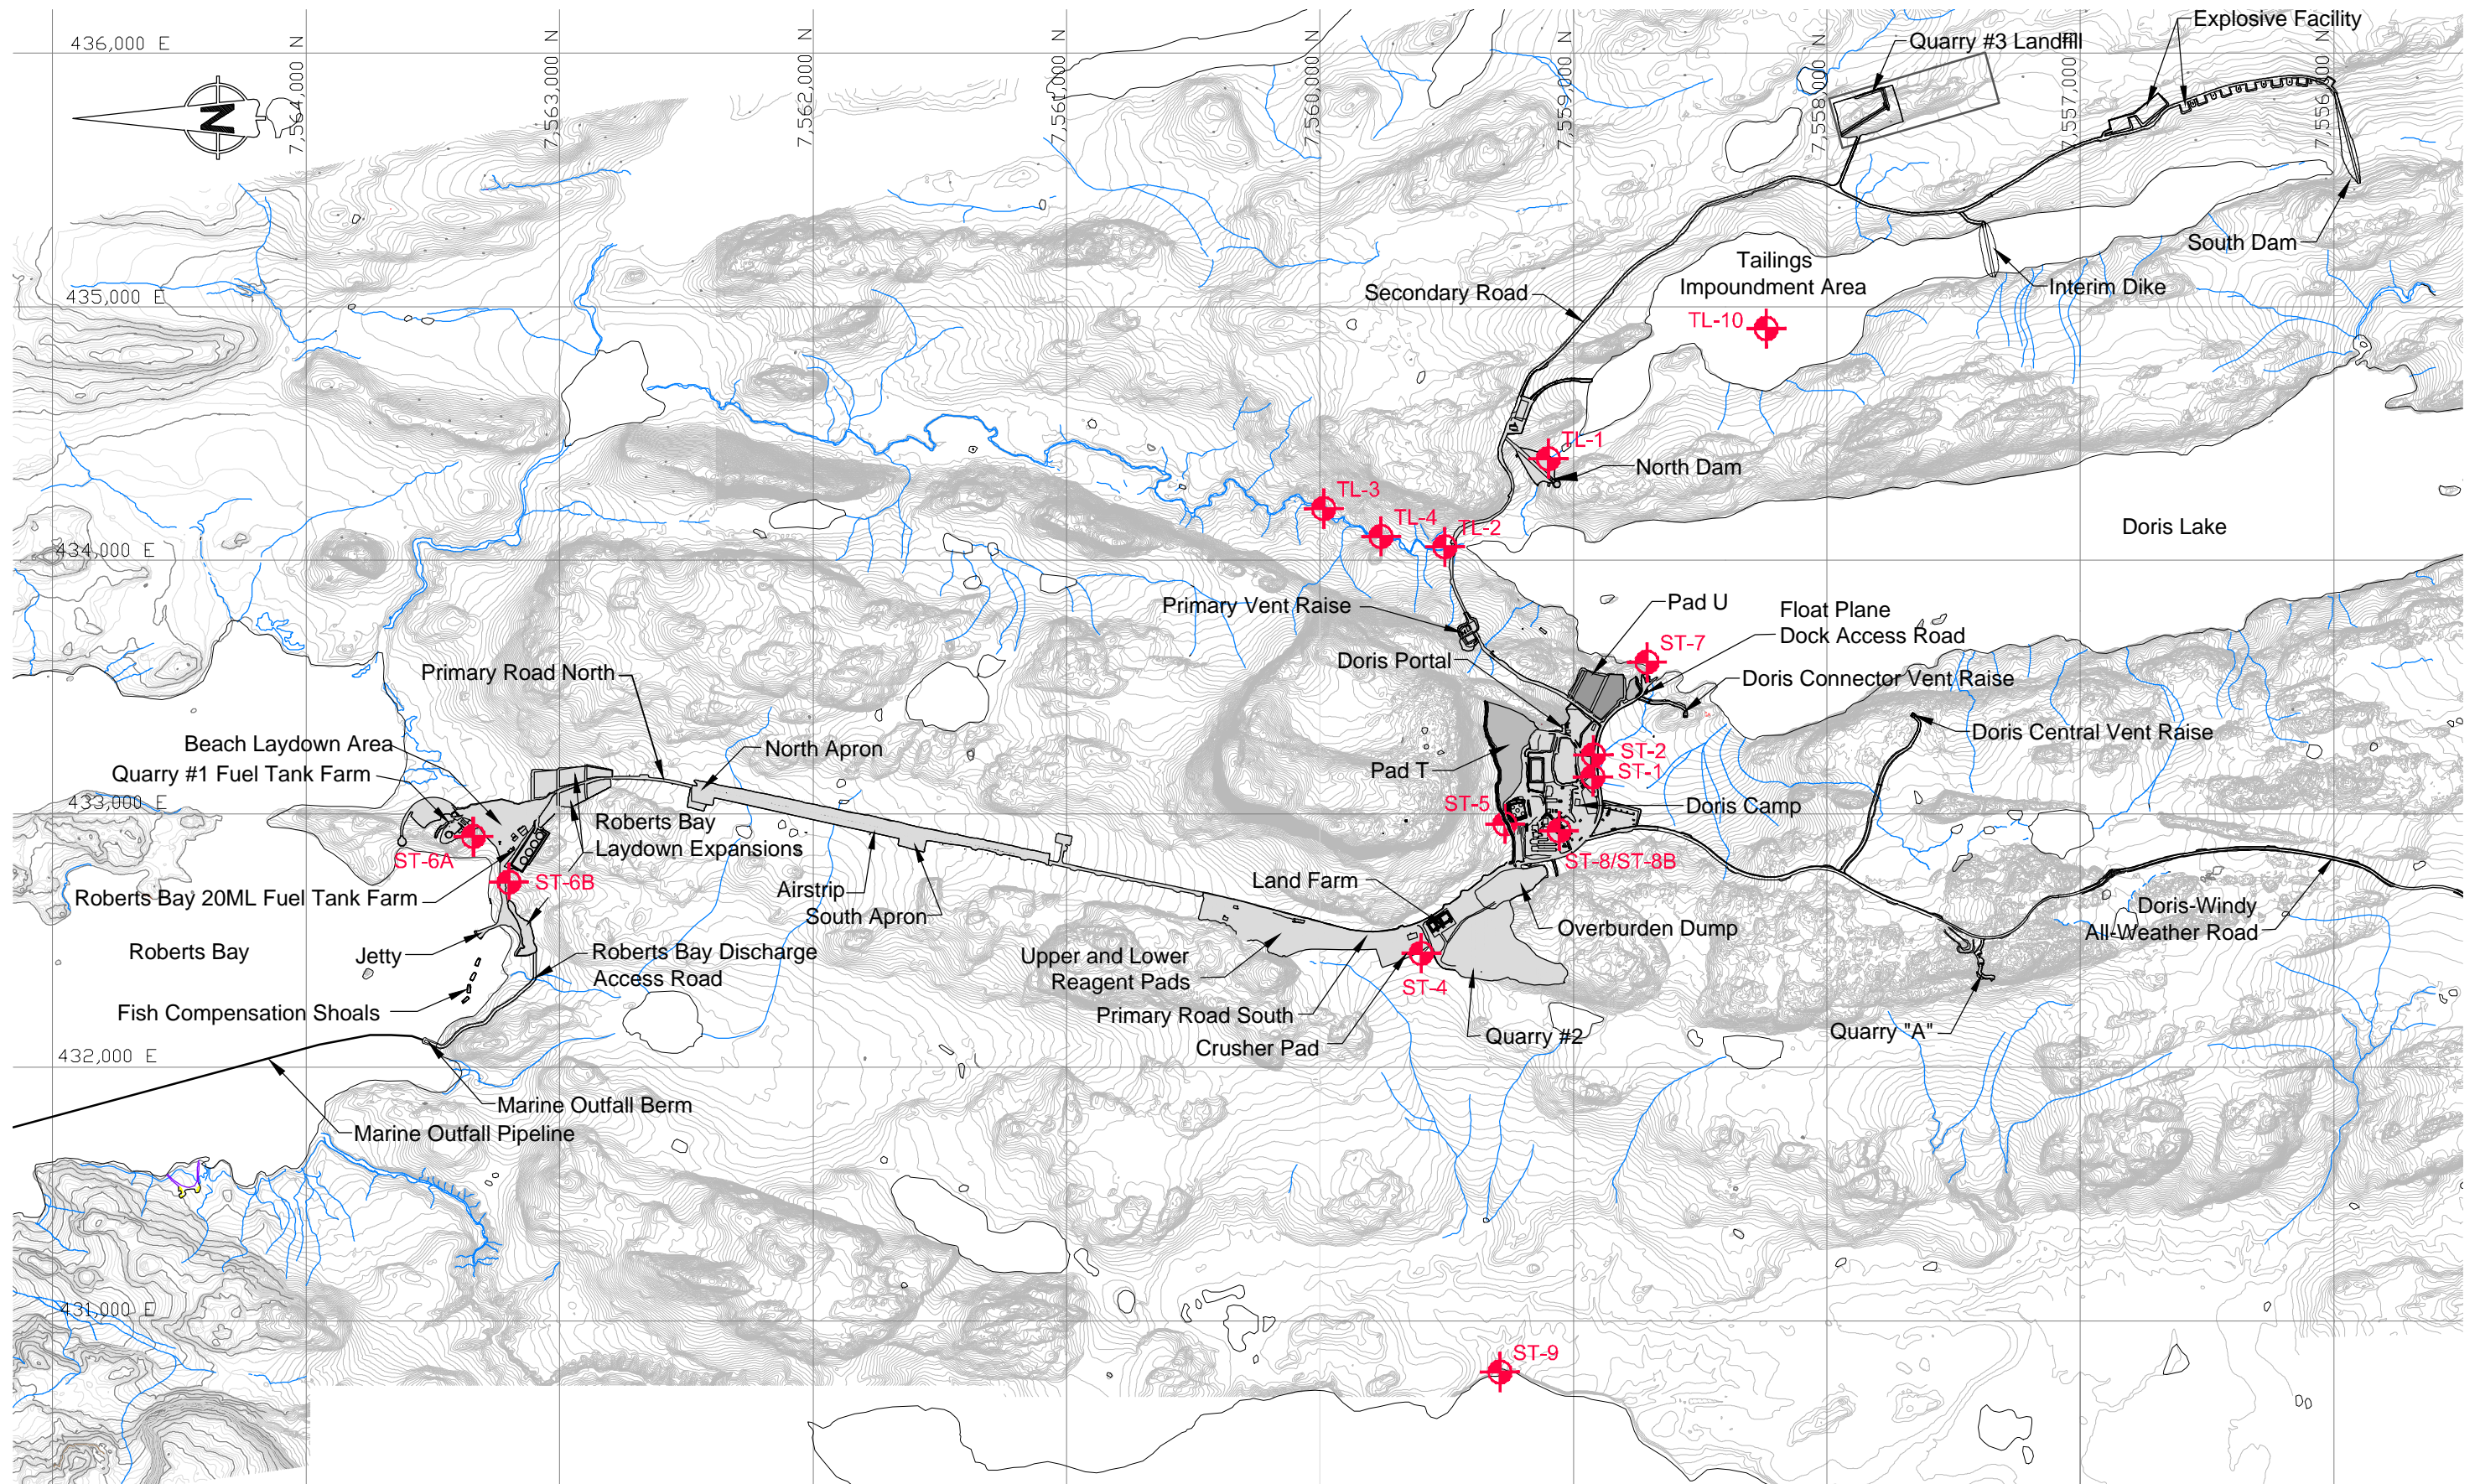 Explosive Facility
Quarry #3 Landfill
436,000 E
7,564,000 N
7,563,000 N
7,562,000 N
7,561,000 N
7,560,000 N
7,559,000 N
7,558,000 N
7,557,000 N
7,556,000 N
N
South Dam
Tailings
Impoundment Area
Interim Dike
Secondary Road
435,000 E
TL-10
TL-1
North Dam
TL-3
TL-4
TL-2
Doris Lake
434,000 E
Primary Vent Raise
Pad U
Float Plane
Dock Access Road
ST-7
Doris Portal
Primary Road North
Doris Connector Vent Raise
Doris Central Vent Raise
Beach Laydown Area
North Apron
ST-2
Quarry #1 Fuel Tank Farm
Pad T
ST-1
433,000 E
ST-5
Doris Camp
Roberts Bay
Laydown Expansions
ST-6A
ST-8/ST-8B
ST-6B
Land Farm
Airstrip
Roberts Bay 20ML Fuel Tank Farm
South Apron
Doris-Windy
All-Weather Road
Overburden Dump
Roberts Bay
Jetty
Roberts Bay Discharge
Access Road
Upper and Lower
Reagent Pads
ST-4
Fish Compensation Shoals
Primary Road South
Quarry #2
Quarry "A"
Crusher Pad
432,000 E
Marine Outfall Berm
Marine Outfall Pipeline
431,000 E
ST-9